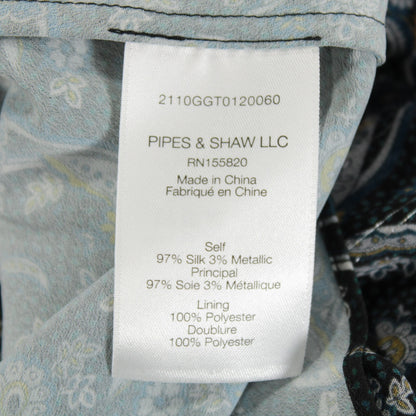 2110GGT0120060
PIPES & SHAW LLC
RN155820
Made in China
Fabriqué en Chine
Self
97% Silk 3% Metallic
Principal
97% Soie 3% Métallique
Lining
100% Polyester
Doublure
100% Polyester